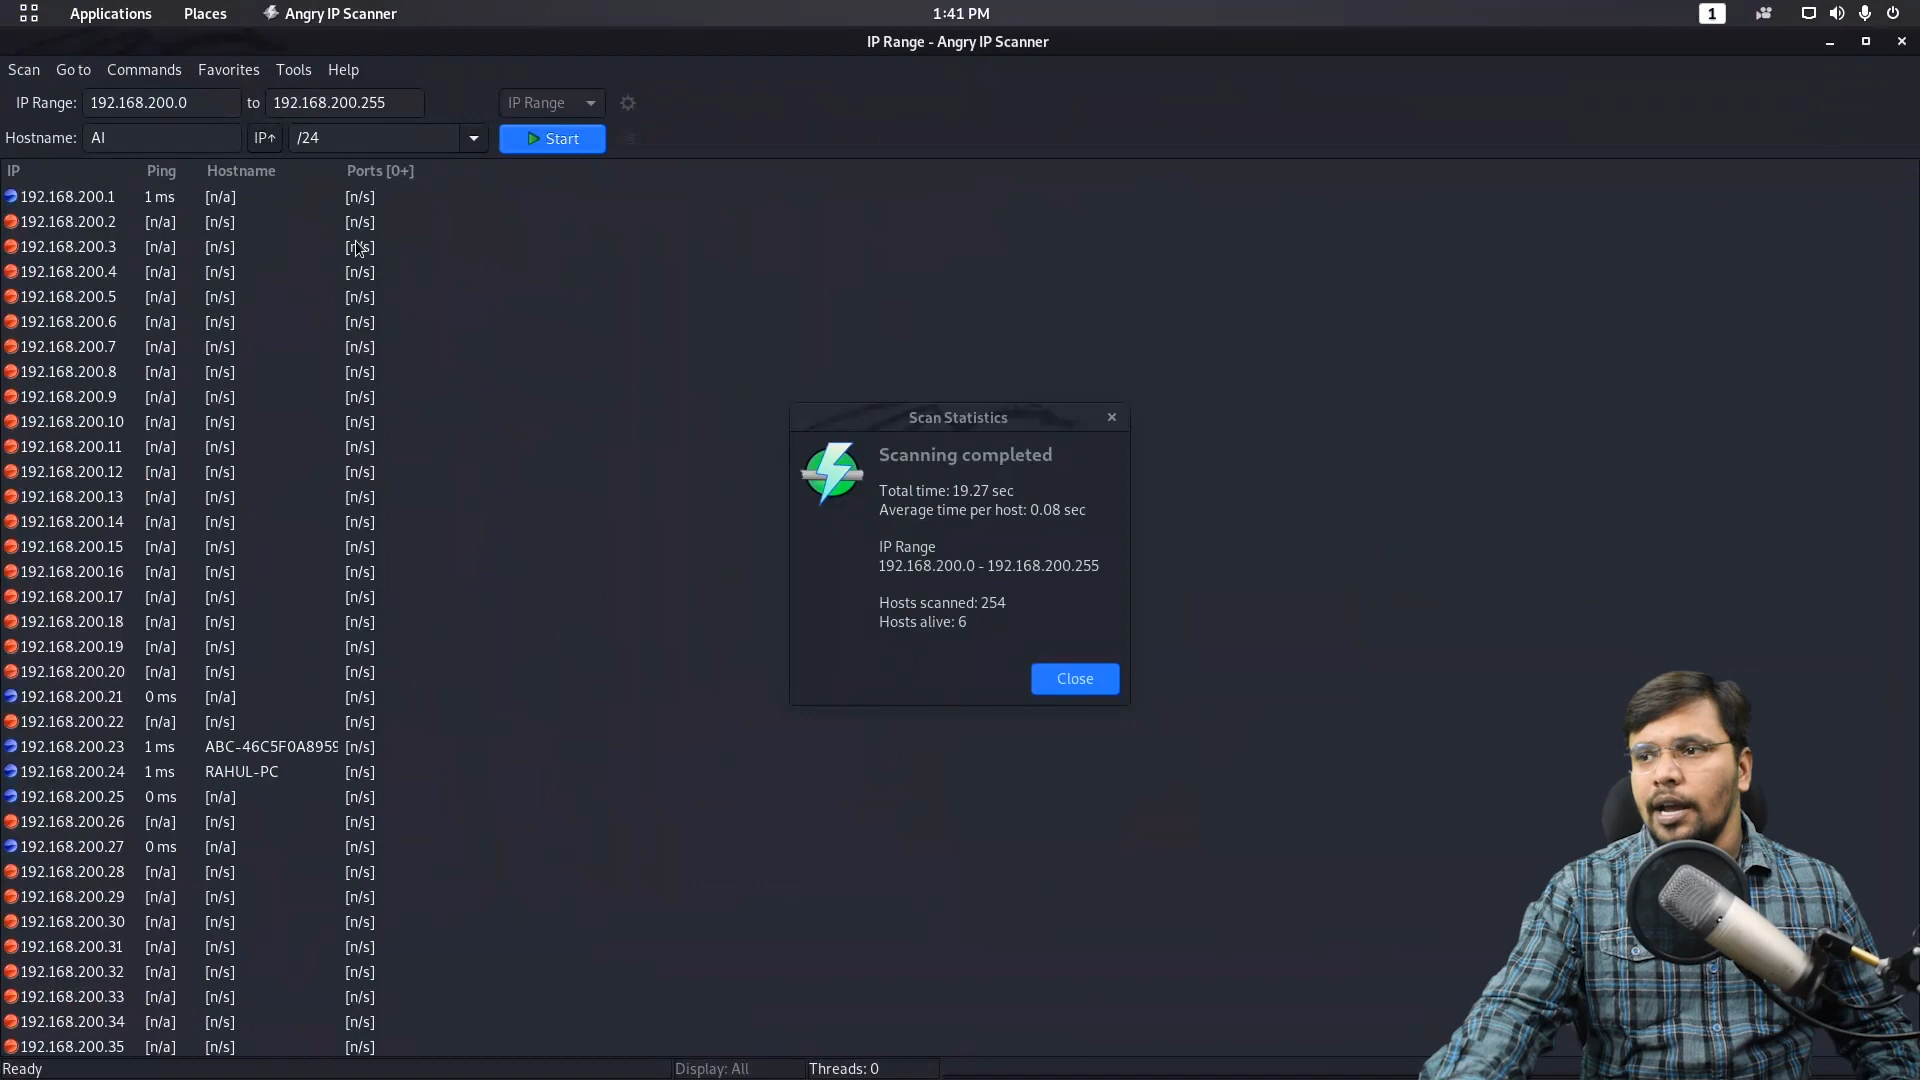 Applications Places Angry IP Scanner 1:41 PM 1
IP Range - Angry IP Scanner
Scan Go to Commands Favorites Tools Help
IP Range: 192.168.200.0 to 192.168.200.255 IP Range
Hostname: AI IP↑ /24 Start
IP Ping Hostname Ports [0+]
192.168.200.1 1 ms [n/a] [n/s]
192.168.200.2 [n/a] [n/s] [n/s]
192.168.200.3 [n/a] [n/s] [n/s]
192.168.200.4 [n/a] [n/s] [n/s]
192.168.200.5 [n/a] [n/s] [n/s]
192.168.200.6 [n/a] [n/s] [n/s]
192.168.200.7 [n/a] [n/s] [n/s]
192.168.200.8 [n/a] [n/s] [n/s]
192.168.200.9 [n/a] [n/s] [n/s]
192.168.200.10 [n/a] [n/s] [n/s]
192.168.200.11 [n/a] [n/s] [n/s]
192.168.200.12 [n/a] [n/s] [n/s]
192.168.200.13 [n/a] [n/s] [n/s]
192.168.200.14 [n/a] [n/s] [n/s]
192.168.200.15 [n/a] [n/s] [n/s]
192.168.200.16 [n/a] [n/s] [n/s]
192.168.200.17 [n/a] [n/s] [n/s]
192.168.200.18 [n/a] [n/s] [n/s]
192.168.200.19 [n/a] [n/s] [n/s]
192.168.200.20 [n/a] [n/s] [n/s]
192.168.200.21 0 ms [n/a] [n/s]
192.168.200.22 [n/a] [n/s] [n/s]
192.168.200.23 1 ms ABC-46C5F0A8959 [n/s]
192.168.200.24 1 ms RAHUL-PC [n/s]
192.168.200.25 0 ms [n/a] [n/s]
192.168.200.26 [n/a] [n/s] [n/s]
192.168.200.27 0 ms [n/a] [n/s]
192.168.200.28 [n/a] [n/s] [n/s]
192.168.200.29 [n/a] [n/s] [n/s]
192.168.200.30 [n/a] [n/s] [n/s]
192.168.200.31 [n/a] [n/s] [n/s]
192.168.200.32 [n/a] [n/s] [n/s]
192.168.200.33 [n/a] [n/s] [n/s]
192.168.200.34 [n/a] [n/s] [n/s]
192.168.200.35 [n/a] [n/s] [n/s]
Scan Statistics
Scanning completed
Total time: 19.27 sec
Average time per host: 0.08 sec
IP Range
192.168.200.0 - 192.168.200.255
Hosts scanned: 254
Hosts alive: 6
Close
Ready Display: All Threads: 0